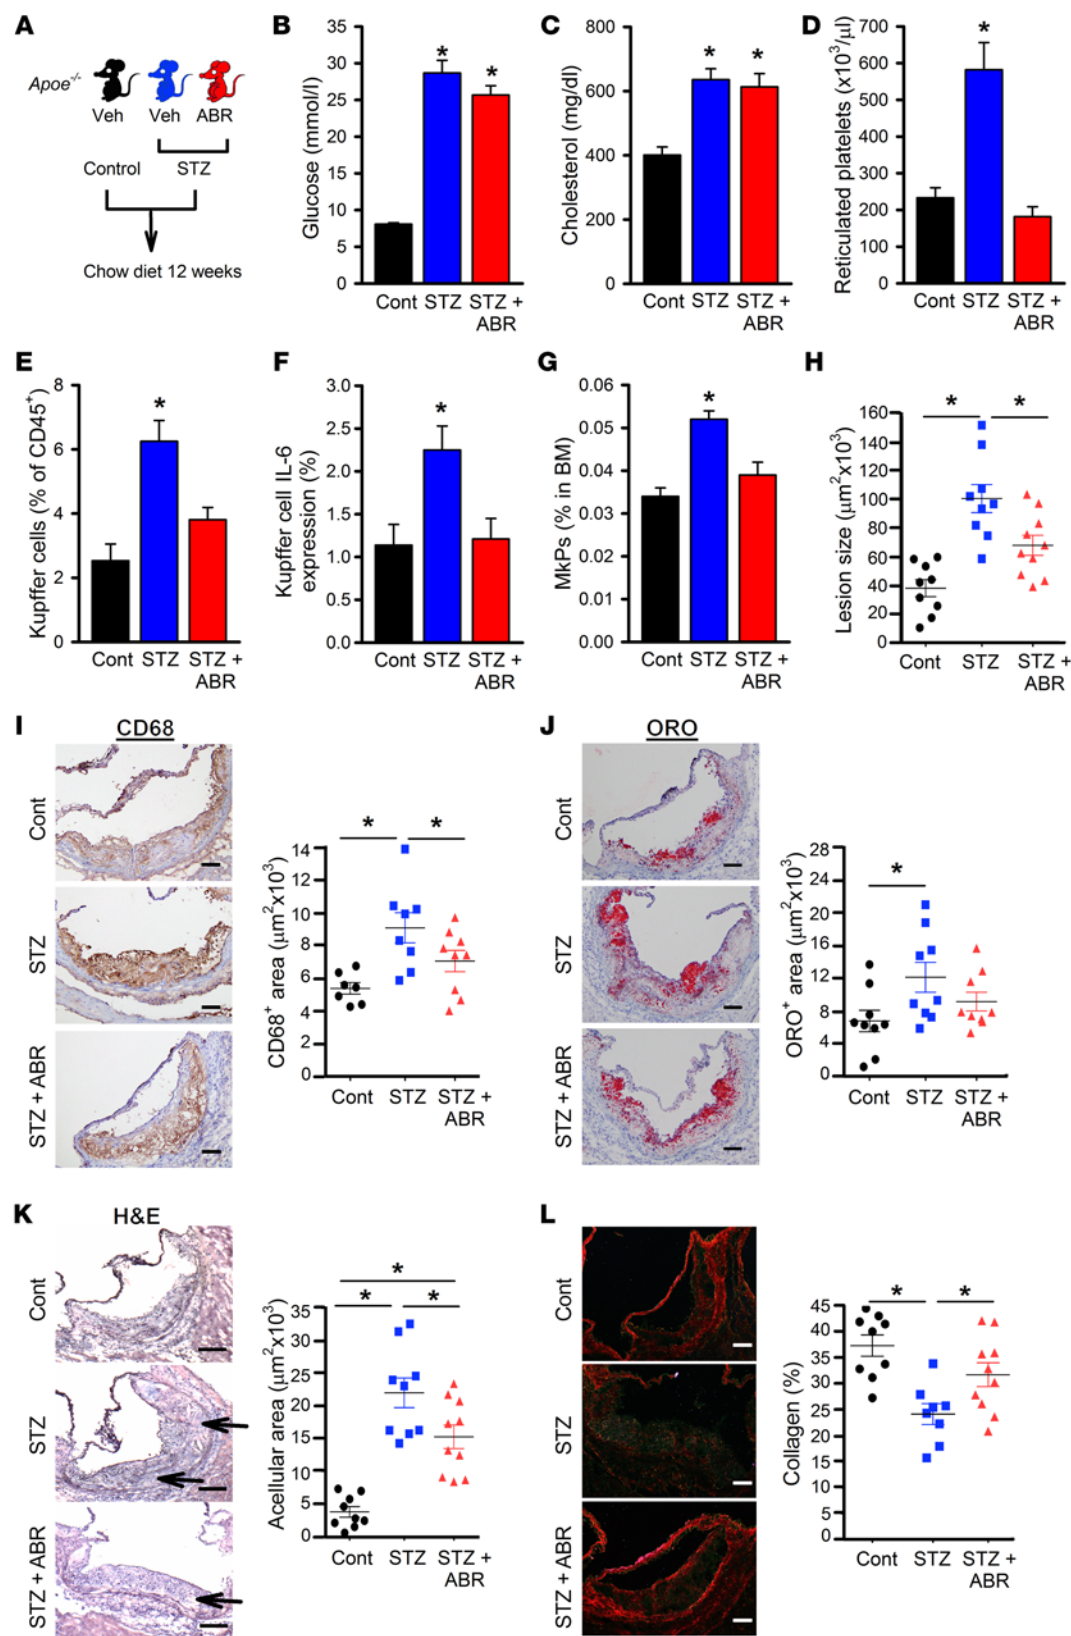 A
Apoe-/-
Veh Veh ABR
Control STZ
Chow diet 12 weeks
B
Glucose (mmol/l)
35
30
25
20
15
10
5
0
* *
Cont STZ STZ +
ABR
C
Cholesterol (mg/dl)
800
600
400
200
0
* *
Cont STZ STZ +
ABR
D
Reticulated platelets (x10³/µl)
700
600
500
400
300
200
100
0
*
Cont STZ STZ +
ABR
E
Kupffer cells (% of CD45+)
8
6
4
2
0
*
Cont STZ STZ +
ABR
F
Kupffer cell IL-6
expression (%)
3.0
2.5
2.0
1.5
1.0
0.5
0.0
*
Cont STZ STZ +
ABR
G
MkPs (% in BM)
0.06
0.05
0.04
0.03
0.02
0.01
0.00
*
Cont STZ STZ +
ABR
H
Lesion size (µm²x10³)
160
140
120
100
80
60
40
20
0
* *
Cont STZ STZ +
ABR
I
CD68
Cont
STZ
STZ + ABR
CD68+ area (µm²x10³)
14
12
10
8
6
4
2
0
* *
Cont STZ STZ +
ABR
J
ORO
Cont
STZ
STZ + ABR
ORO+ area (µm²x10³)
28
24
20
16
12
8
4
0
*
Cont STZ STZ +
ABR
K
H&E
Cont
STZ
STZ + ABR
Acellular area (µm²x10³)
35
30
25
20
15
10
5
0
*
* *
Cont STZ STZ +
ABR
L
Cont
STZ
STZ + ABR
Collagen (%)
45
40
35
30
25
20
15
10
5
0
* *
Cont STZ STZ +
ABR